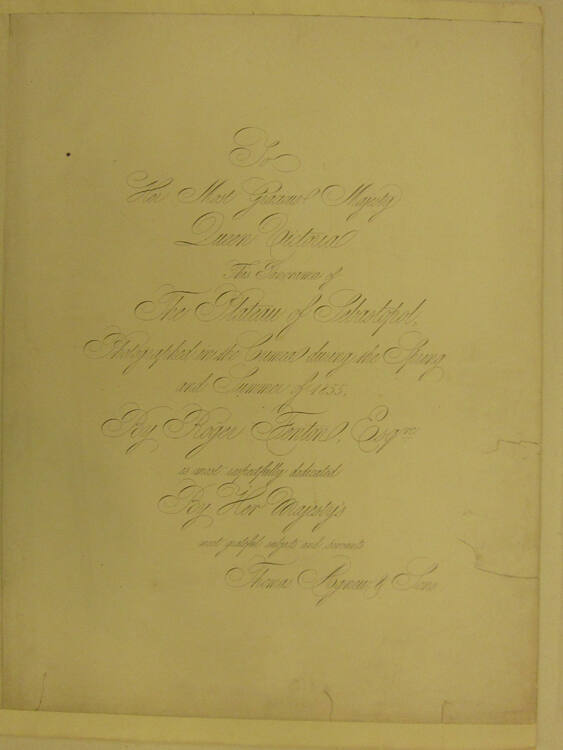 To
Her Most Gracious Majesty
Queen Victoria
This Panorama of
The Plateau of Sebastopol,
Photographed in the Crimea during the Spring
and Summer of 1855,
By Roger Fenton, Esqre.
is most respectfully dedicated
By Her Majesty's
most grateful subjects and servants
Thomas Agnew & Sons